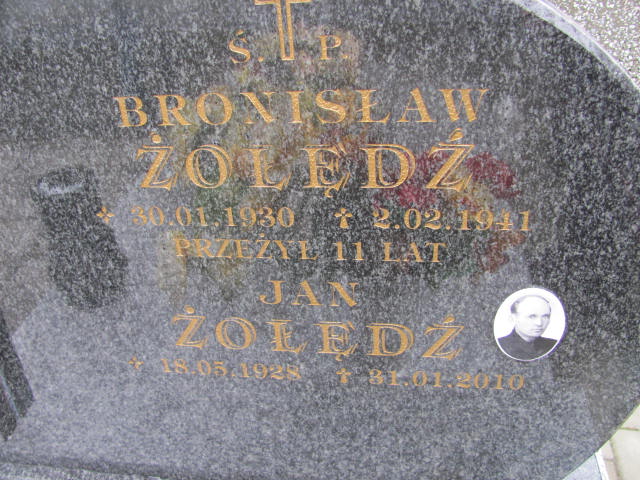 Ś. P.
BRONISŁAW
ŻOŁĘDŹ
30.01.1930 ✝ 2.02.1941
PRZEŻYŁ 11 LAT
JAN
ŻOŁĘDŹ
18.05.1928 ✝ 31.01.2010